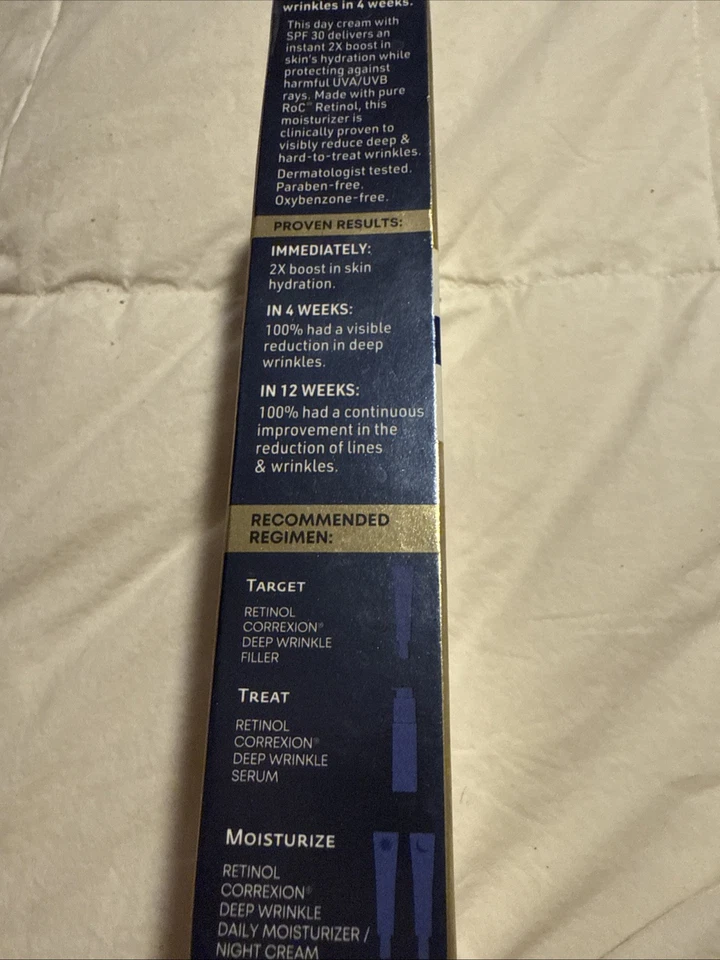 wrinkles in 4 weeks.
This day cream with
SPF 30 delivers an
instant 2X boost in
skin's hydration while
protecting against
harmful UVA/UVB
rays. Made with pure
RoC® Retinol, this
moisturizer is
clinically proven to
visibly reduce deep &
hard-to-treat wrinkles.
Dermatologist tested.
Paraben-free.
Oxybenzone-free.
PROVEN RESULTS:
IMMEDIATELY:
2X boost in skin
hydration.
IN 4 WEEKS:
100% had a visible
reduction in deep
wrinkles.
IN 12 WEEKS:
100% had a continuous
improvement in the
reduction of lines
& wrinkles.
RECOMMENDED
REGIMEN:
TARGET
RETINOL
CORREXION®
DEEP WRINKLE
FILLER
TREAT
RETINOL
CORREXION®
DEEP WRINKLE
SERUM
MOISTURIZE
RETINOL
CORREXION®
DEEP WRINKLE
DAILY MOISTURIZER /
NIGHT CREAM